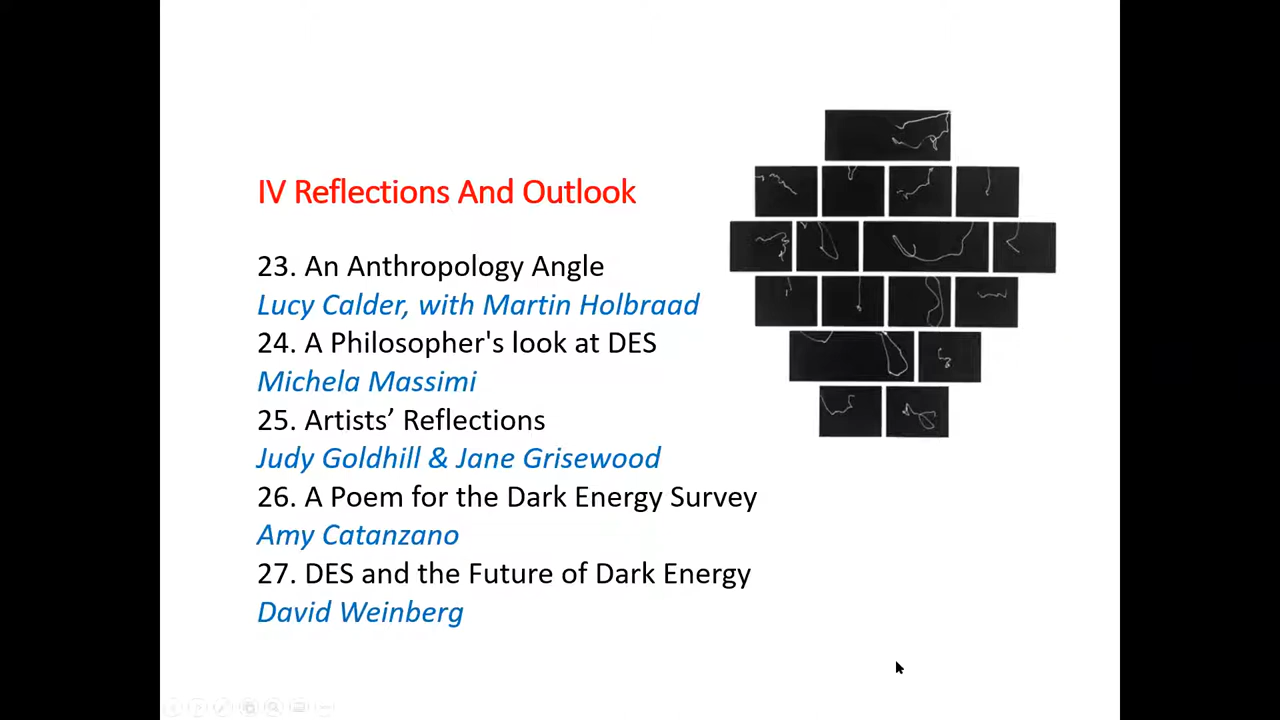 IV Reflections And Outlook
23. An Anthropology Angle
Lucy Calder, with Martin Holbraad
24. A Philosopher's look at DES
Michela Massimi
25. Artists’ Reflections
Judy Goldhill & Jane Grisewood
26. A Poem for the Dark Energy Survey
Amy Catanzano
27. DES and the Future of Dark Energy
David Weinberg